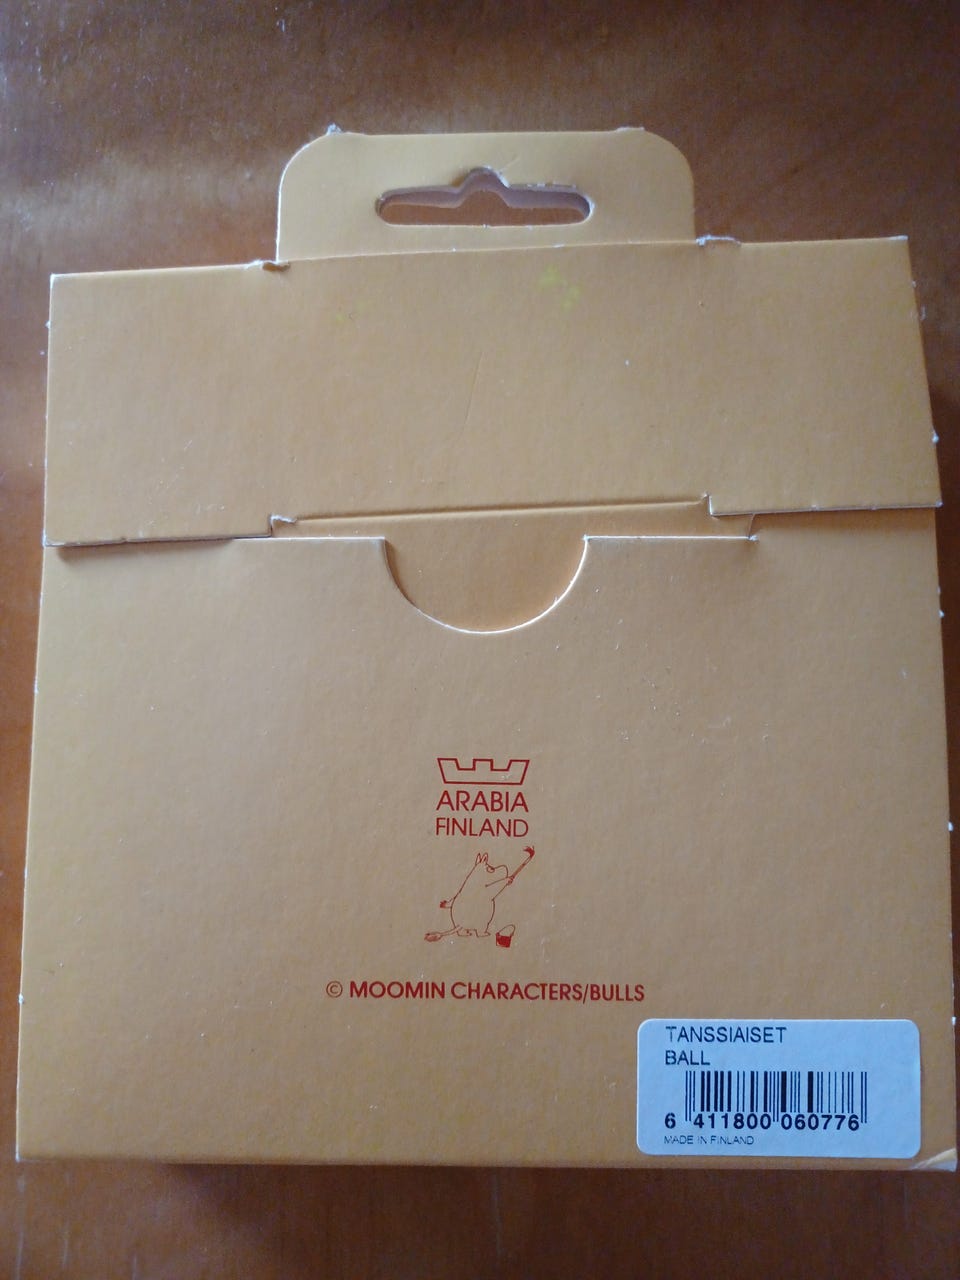 ARABIA
FINLAND
© MOOMIN CHARACTERS/BULLS
TANSSIAISET
BALL
6 411800 060776
MADE IN FINLAND